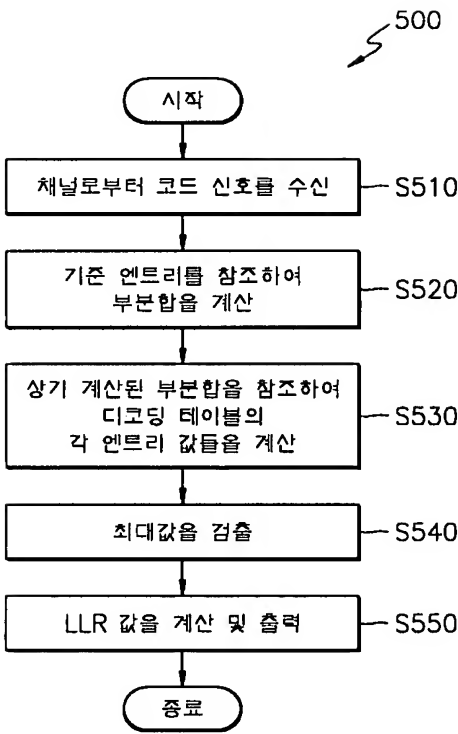 500
시작
채널로부터 코드 신호를 수신
S510
기준 엔트리를 참조하여
부분합을 계산
S520
상기 계산된 부분합을 참조하여
디코딩 테이블의
각 엔트리 값들을 계산
S530
최대값을 검출
S540
LLR 값을 계산 및 출력
S550
종료